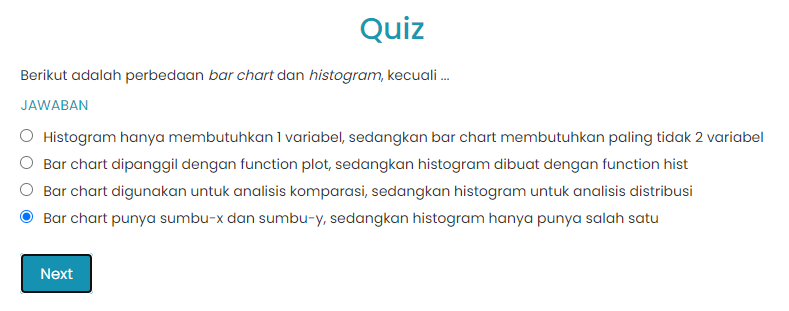 Quiz
Berikut adalah perbedaan bar chart dan histogram, kecuali ...
JAWABAN
Histogram hanya membutuhkan 1 variabel, sedangkan bar chart membutuhkan paling tidak 2 variabel
Bar chart dipanggil dengan function plot, sedangkan histogram dibuat dengan function hist
Bar chart digunakan untuk analisis komparasi, sedangkan histogram untuk analisis distribusi
Bar chart punya sumbu-x dan sumbu-y, sedangkan histogram hanya punya salah satu
Next